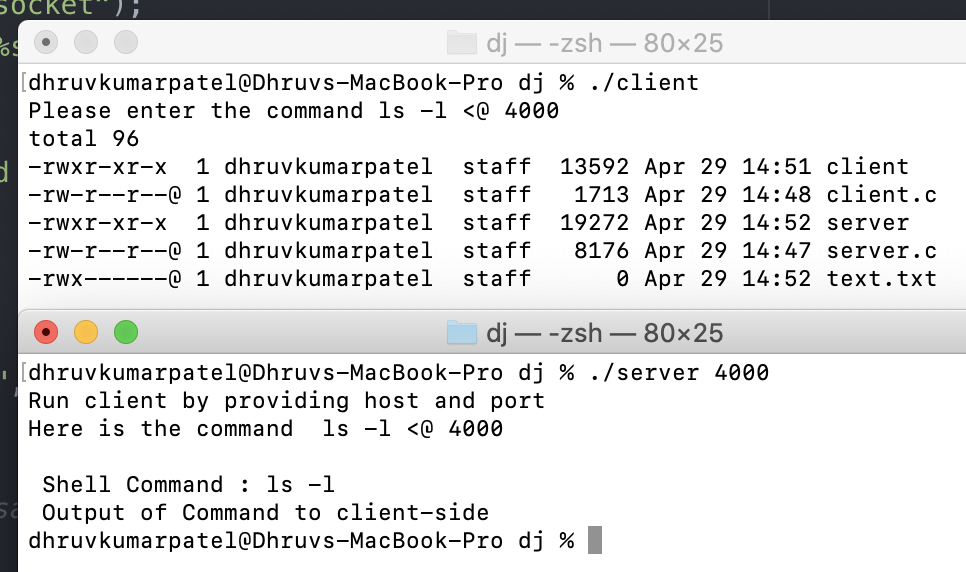 socket");
%s
dj — -zsh — 80×25
[dhruvkumarpatel@Dhruvs-MacBook-Pro dj % ./client
Please enter the command ls -l <@ 4000
total 96
-rwxr-xr-x  1 dhruvkumarpatel  staff  13592 Apr 29 14:51 client
-rw-r--r--@ 1 dhruvkumarpatel  staff   1713 Apr 29 14:48 client.c
-rwxr-xr-x  1 dhruvkumarpatel  staff  19272 Apr 29 14:52 server
-rw-r--r--@ 1 dhruvkumarpatel  staff   8176 Apr 29 14:47 server.c
-rwx------@ 1 dhruvkumarpatel  staff      0 Apr 29 14:52 text.txt
dj — -zsh — 80×25
[dhruvkumarpatel@Dhruvs-MacBook-Pro dj % ./server 4000
Run client by providing host and port
Here is the command  ls -l <@ 4000
Shell Command : ls -l
Output of Command to client-side
dhruvkumarpatel@Dhruvs-MacBook-Pro dj %